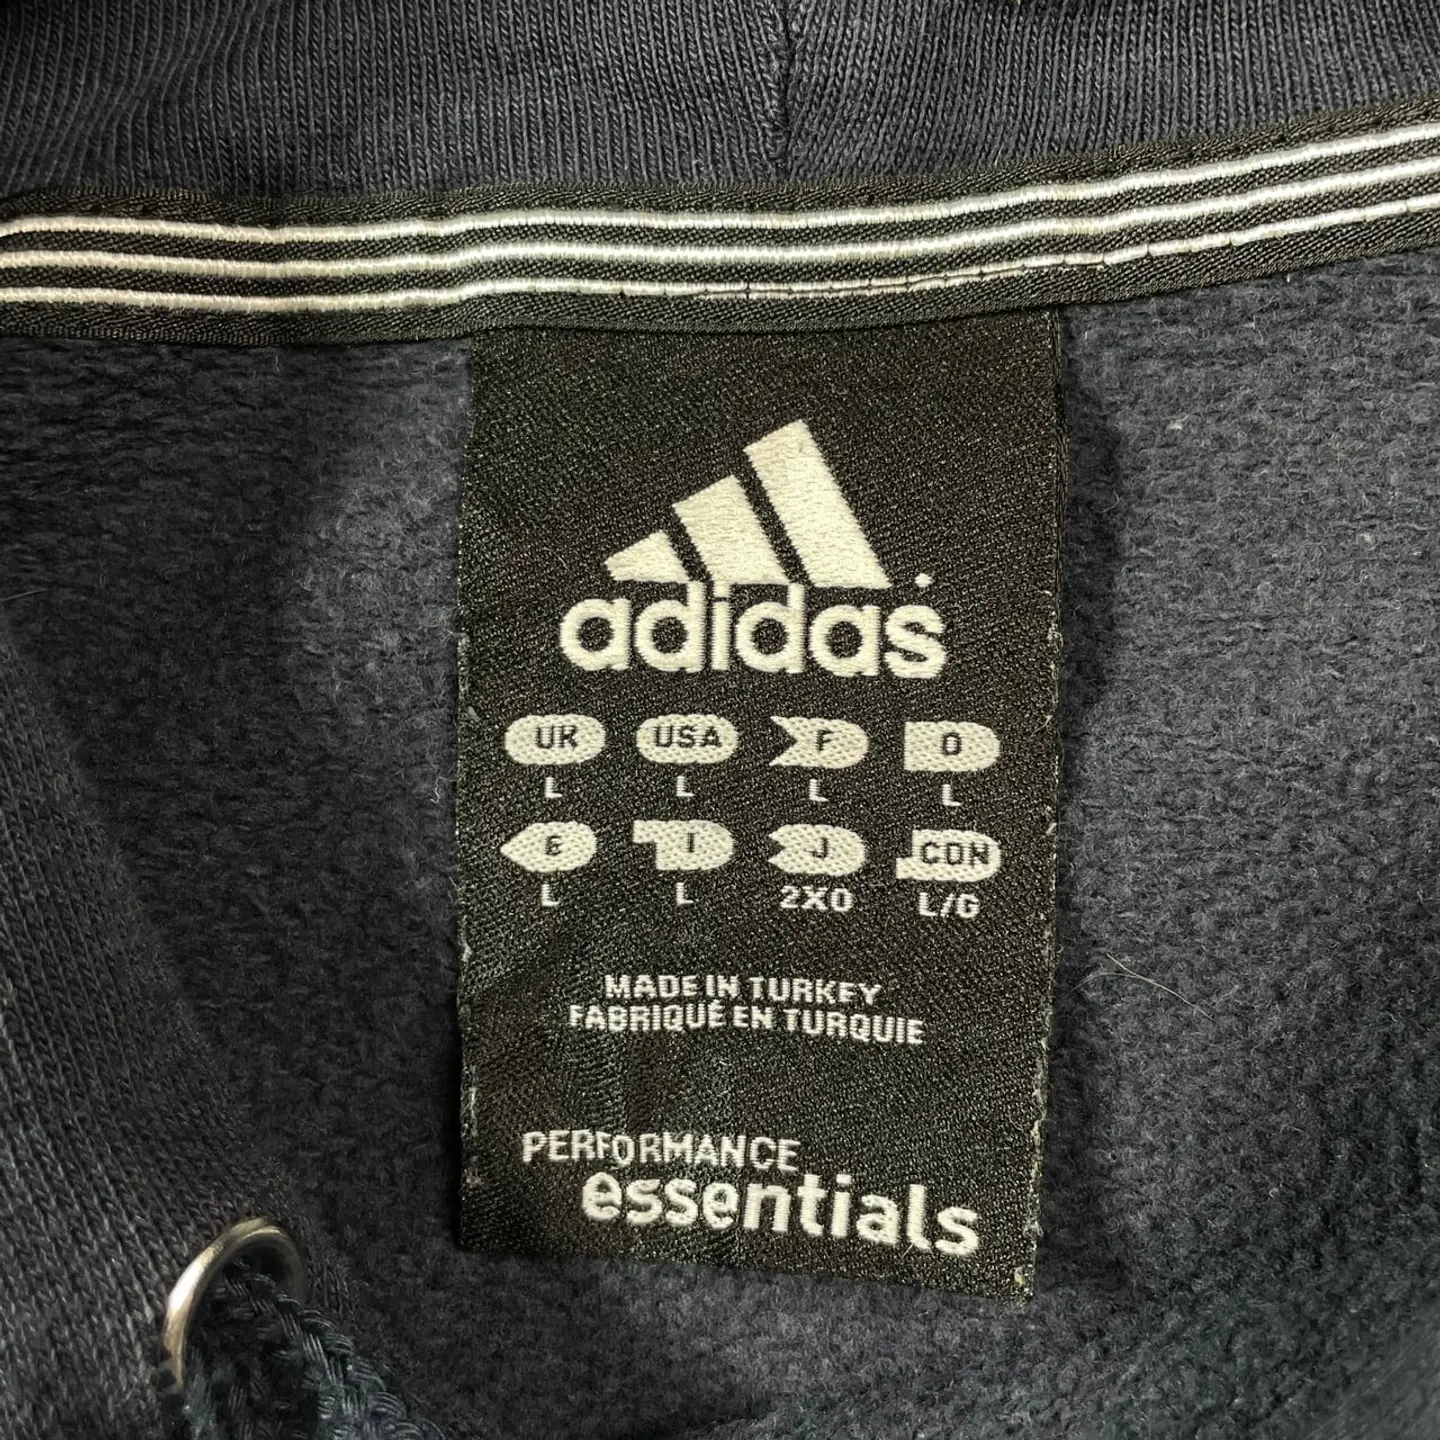 adidas
UK USA F D
L L L L
E I J CDN
L L 2XO L/G
MADE IN TURKEY
FABRIQUÉ EN TURQUIE
PERFORMANCE
essentials